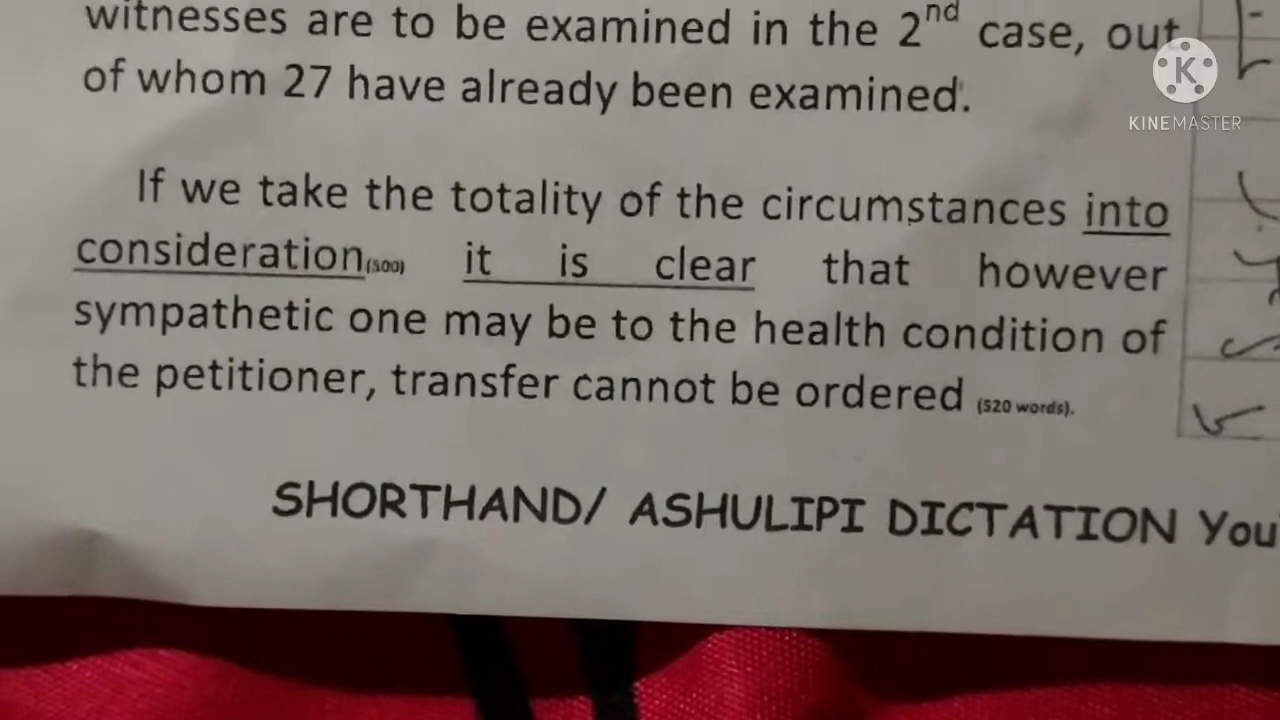 witnesses are to be examined in the 2nd case, out
of whom 27 have already been examined.
If we take the totality of the circumstances into
consideration(500) it is clear that however
sympathetic one may be to the health condition of
the petitioner, transfer cannot be ordered (520 words).
SHORTHAND/ ASHULIPI DICTATION You
KINEMASTER